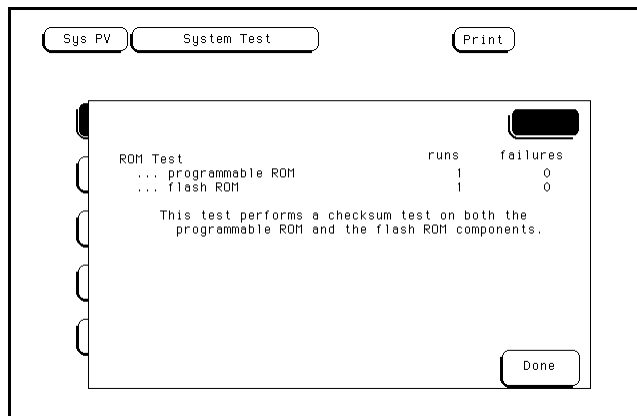 Sys PV System Test Print
runs failures
ROM Test
... programmable ROM 1 0
... flash ROM 1 0
This test performs a checksum test on both the
programmable ROM and the flash ROM components.
Done